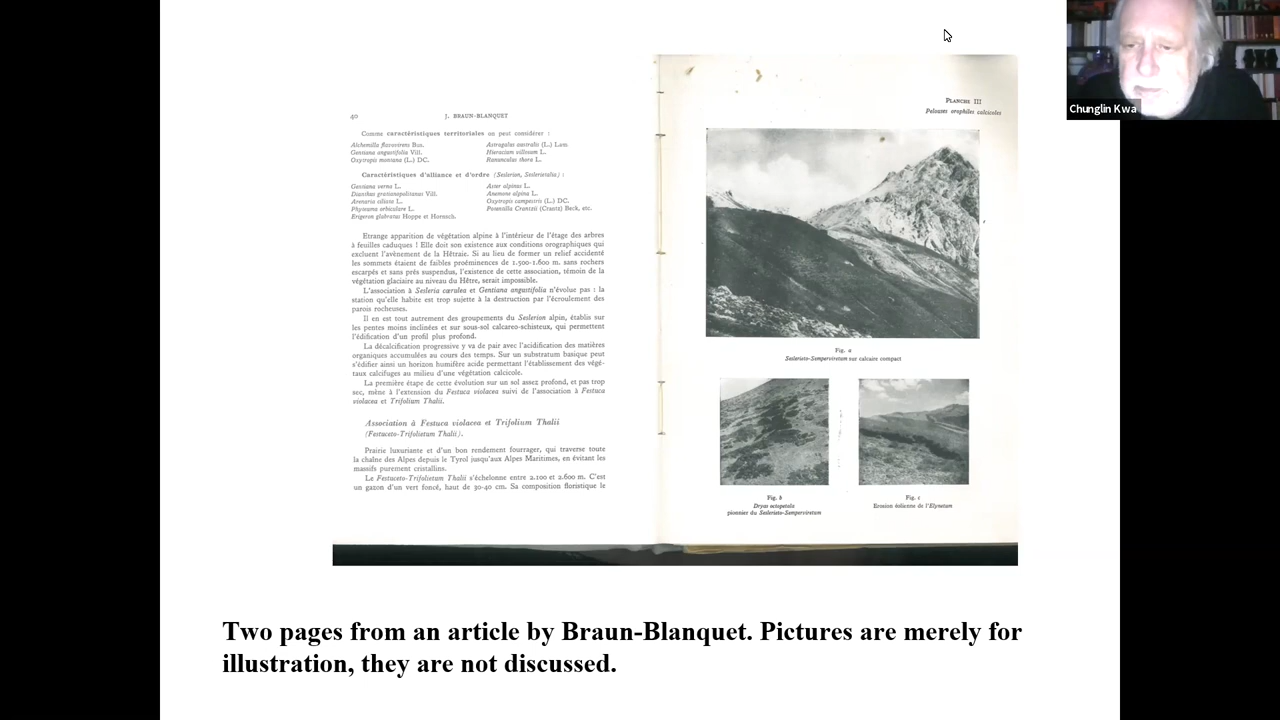 Chunglin Kwa
40 J. BRAUN-BLANQUET
Comme caractéristiques territoriales on peut considérer :
Alchemilla flavovirens Bus.
Gentiana angustifolia Vill.
Oxytropis montana (L.) DC.
Astragalus australis (L.) Lam
Hieracium villosum L.
Ranunculus thora L.
Caractéristiques d'alliance et d'ordre (Seslerion, Seslerietalia) :
Gentiana verna L.
Dianthus gratianopolitanus Vill.
Arenaria ciliata L.
Phyteuma orbiculare L.
Erigeron glabratus Hoppe et Hornsch.
Aster alpinus L.
Anemone alpina L.
Oxytropis campestris (L.) DC.
Potentilla Crantzii (Crantz) Beck, etc.
Etrange apparition de végétation alpine à l'intérieur de l'étage des arbres
à feuilles caduques ! Elle doit son existence aux conditions orographiques qui
excluent l'avènement de la Hêtraie. Si au lieu de former un relief accidenté
les sommets étaient de faibles proéminences de 1.500-1.600 m. sans rochers
escarpés et sans prés suspendus, l'existence de cette association, témoin de la
végétation glaciaire au niveau du Hêtre, serait impossible.
L'association à Sesleria cœrulea et Gentiana angustifolia n'évolue pas : la
station qu'elle habite est trop sujette à la destruction par l'écroulement des
parois rocheuses.
Il en est tout autrement des groupements du Seslerion alpin, établis sur
les pentes moins inclinées et sur sous-sol calcareo-schisteux, qui permettent
l'édification d'un profil plus profond.
La décalcification progressive y va de pair avec l'acidification des matières
organiques accumulées au cours des temps. Sur un substratum basique peut
s'édifier ainsi un horizon humifère acide permettant l'établissement des végé-
taux calcifuges au milieu d'une végétation calcicole.
La première étape de cette évolution sur un sol assez profond, et pas trop
sec, mène à l'extension du Festuca violacea suivi de l'association à Festuca
violacea et Trifolium Thalii.
Association à Festuca violacea et Trifolium Thalii
(Festuceto-Trifolietum Thalii).
Prairie luxuriante et d'un bon rendement fourrager, qui traverse toute
la chaîne des Alpes depuis le Tyrol jusqu'aux Alpes Maritimes, en évitant les
massifs purement cristallins.
Le Festuceto-Trifolietum Thalii s'échelonne entre 2.100 et 2.600 m. C'est
un gazon d'un vert foncé, haut de 30-40 cm. Sa composition floristique le
PLANCHE III
Pelouses orophiles calcicoles
Fig. a
Seslerieto-Semperviretum sur calcaire compact
Fig. b
Dryas octopetala
pionnier du Seslerieto-Semperviretum
Fig. c
Erosion éolienne de l'Elynetum
Two pages from an article by Braun-Blanquet. Pictures are merely for
illustration, they are not discussed.